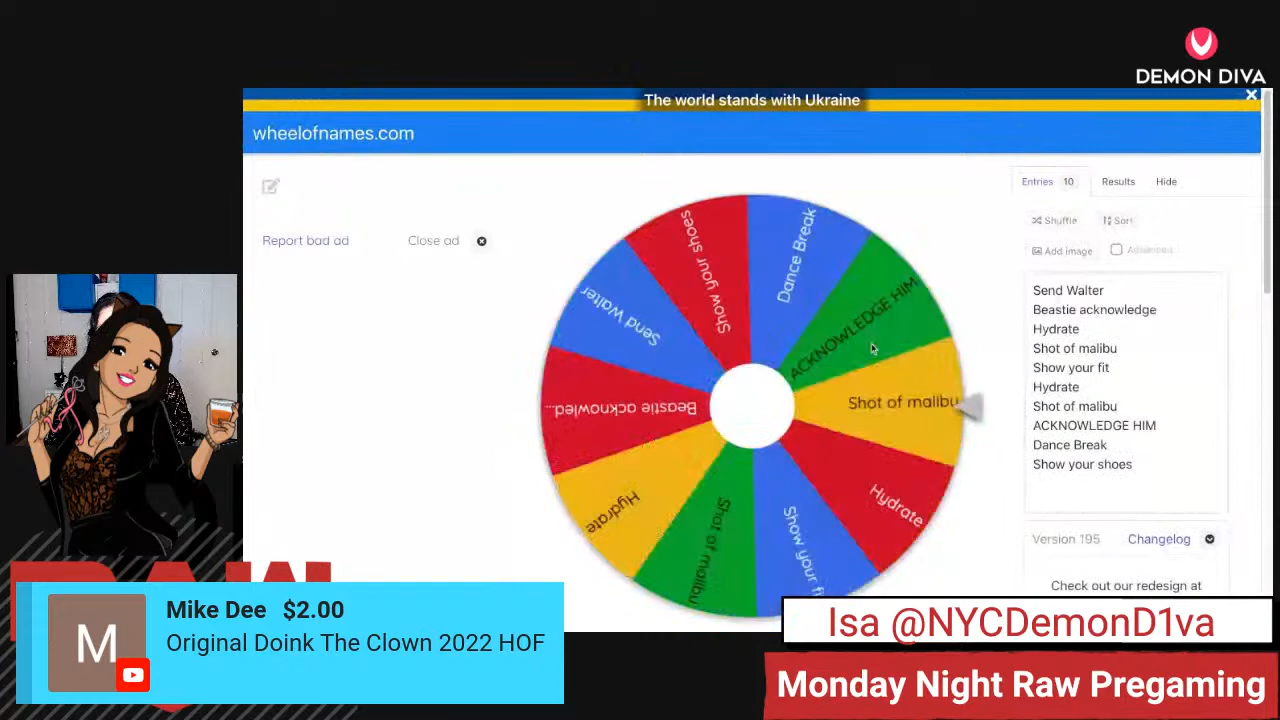 DEMON DIVA
The world stands with Ukraine
wheelofnames.com
Report bad ad
Close ad
Entries 10
Results
Hide
Shuffle
Sort
Add image
Advanced
Send Walter
Beastie acknowledge
Hydrate
Shot of malibu
Show your fit
Hydrate
Shot of malibu
ACKNOWLEDGE HIM
Dance Break
Show your shoes
Dance Break
ACKNOWLEDGE HIM
Shot of malibu
Hydrate
Show your fi
Shot of malibu
Hydrate
Beastie acknowled...
Send Walter
Show your shoes
Version 195
Changelog
Check out our redesign at
RAW
M
Mike Dee $2.00
Original Doink The Clown 2022 HOF
Isa @NYCDemonD1va
Monday Night Raw Pregaming